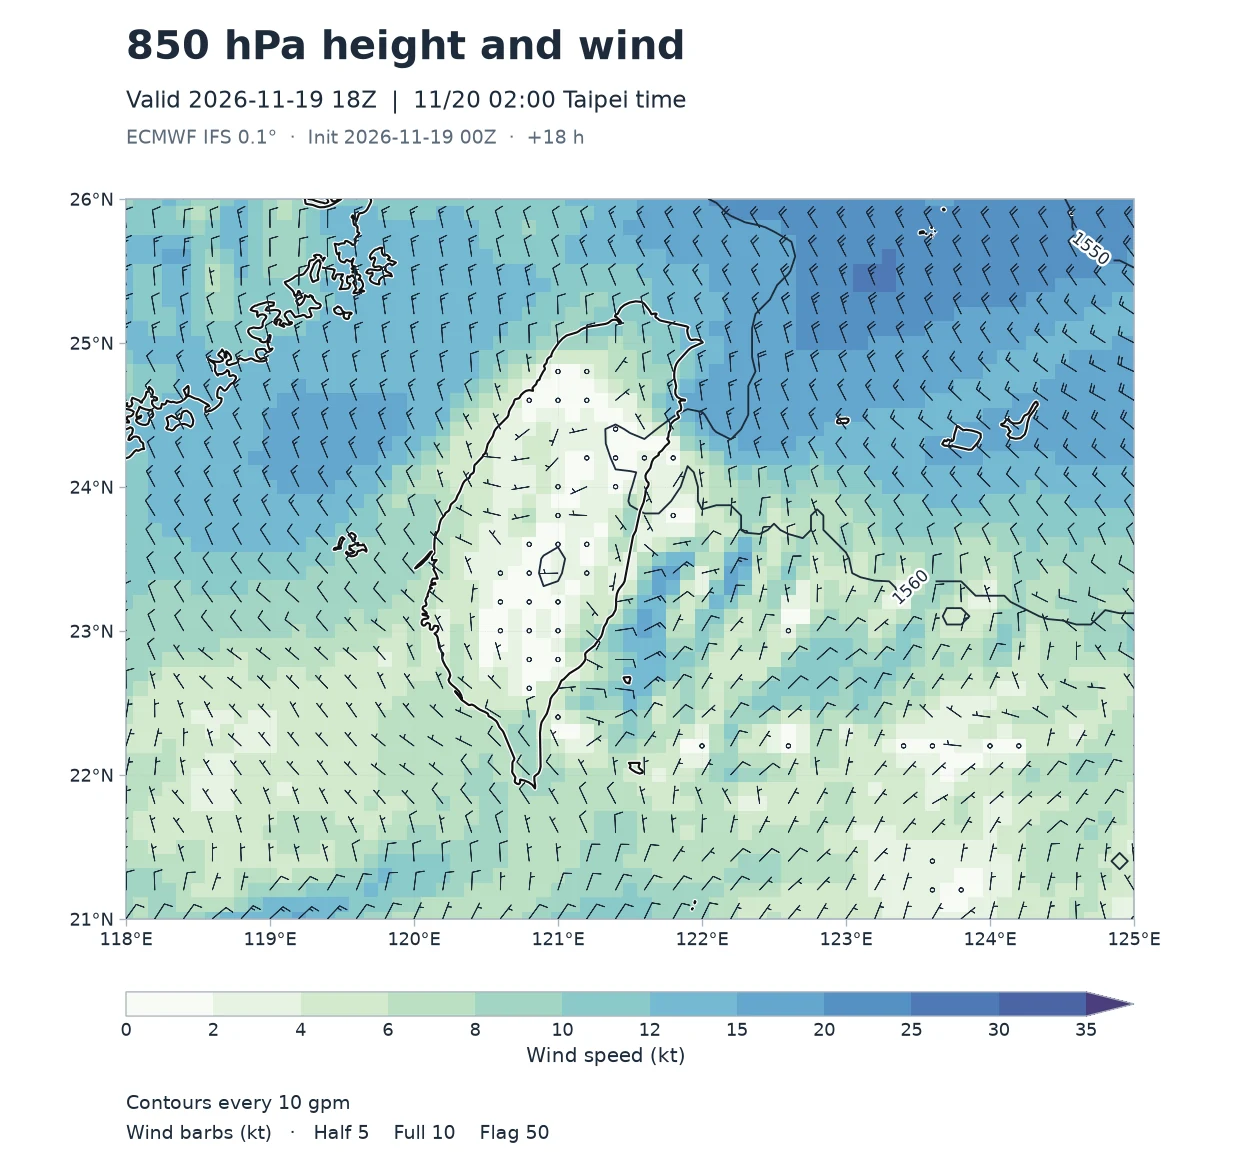 850 hPa height and wind
Valid 2026-11-19 18Z | 11/20 02:00 Taipei time
ECMWF IFS 0.1° · Init 2026-11-19 00Z · +18 h
26°N
1550
25°N
24°N
1560
23°N
22°N
21°N
118°E 119°E 120°E 121°E 122°E 123°E 124°E 125°E
0 2 4 6 8 10 12 15 20 25 30 35
Wind speed (kt)
Contours every 10 gpm
Wind barbs (kt) · Half 5 Full 10 Flag 50